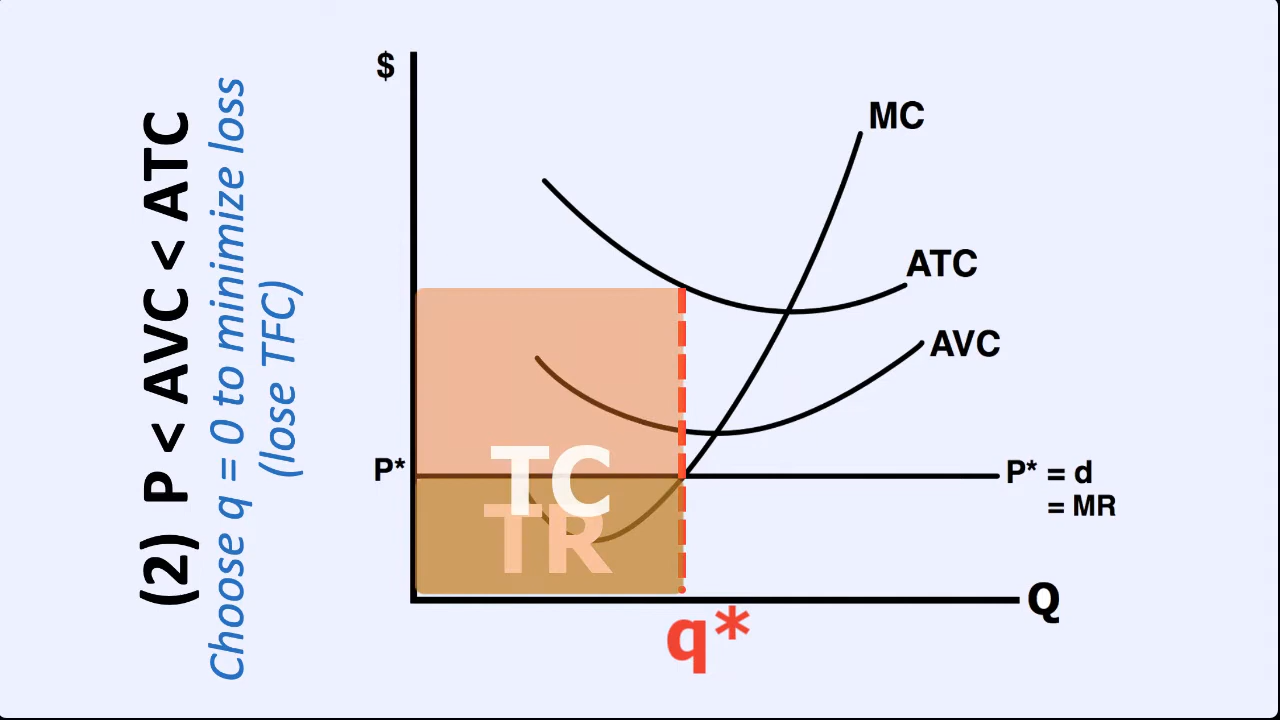 (2) P < AVC < ATC
Choose q = 0 to minimize loss
(lose TFC)
$
MC
ATC
AVC
P*
P* = d
= MR
TC
TR
Q
q*